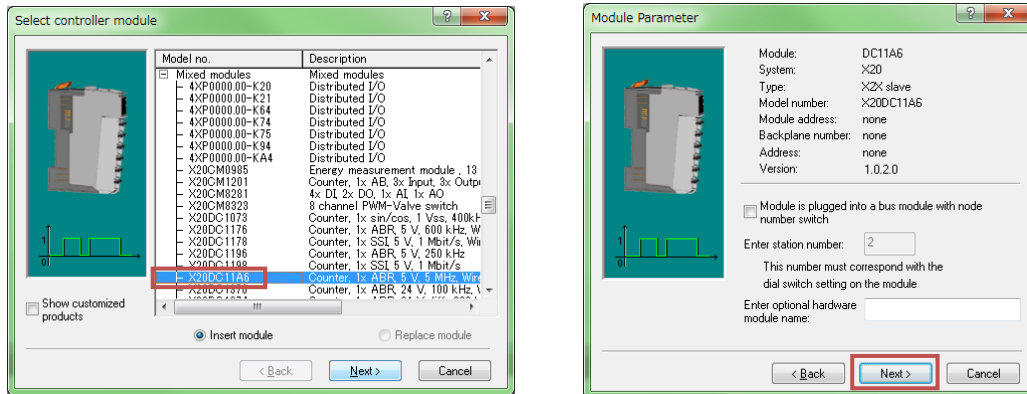 Select controller module
Model no. Description
Mixed modules Mixed modules
4XP0000.00-K20 Distributed I/O
4XP0000.00-K21 Distributed I/O
4XP0000.00-K64 Distributed I/O
4XP0000.00-K74 Distributed I/O
4XP0000.00-K75 Distributed I/O
4XP0000.00-K94 Distributed I/O
4XP0000.00-KA4 Distributed I/O
X20CM0985 Energy measurement module , 13
X20CM1201 Counter, 1x AB, 3x Input, 3x Outpu
X20CM8281 4x DI, 2x DO, 1x AI, 1x AO
X20CM8323 8 channel PWM-Valve switch
X20DC1073 Counter, 1x sin/cos, 1 Vss, 400kH
X20DC1176 Counter, 1x ABR, 5 V, 600 kHz, W
X20DC1178 Counter, 1x SSI, 5 V, 1 Mbit/s, Wi
X20DC1196 Counter, 1x ABR, 5 V, 250 kHz
X20DC1198 Counter, 1x SSI, 5 V, 1 Mbit/s
X20DC11A6 Counter, 1x ABR, 5 V, 5 MHz, Wire
X20DC1376 Counter, 1x ABR, 24 V, 100 kHz,
1
0
Show customized
products
Insert module Replace module
< Back Next > Cancel
Module Parameter
Module: DC11A6
System: X20
Type: X2X slave
Model number: X20DC11A6
Module address: none
Backplane number: none
Address: none
Version: 1.0.2.0
Module is plugged into a bus module with node
number switch
Enter station number: 2
This number must correspond with the
dial switch setting on the module
Enter optional hardware
module name:
1
0
< Back Next > Cancel